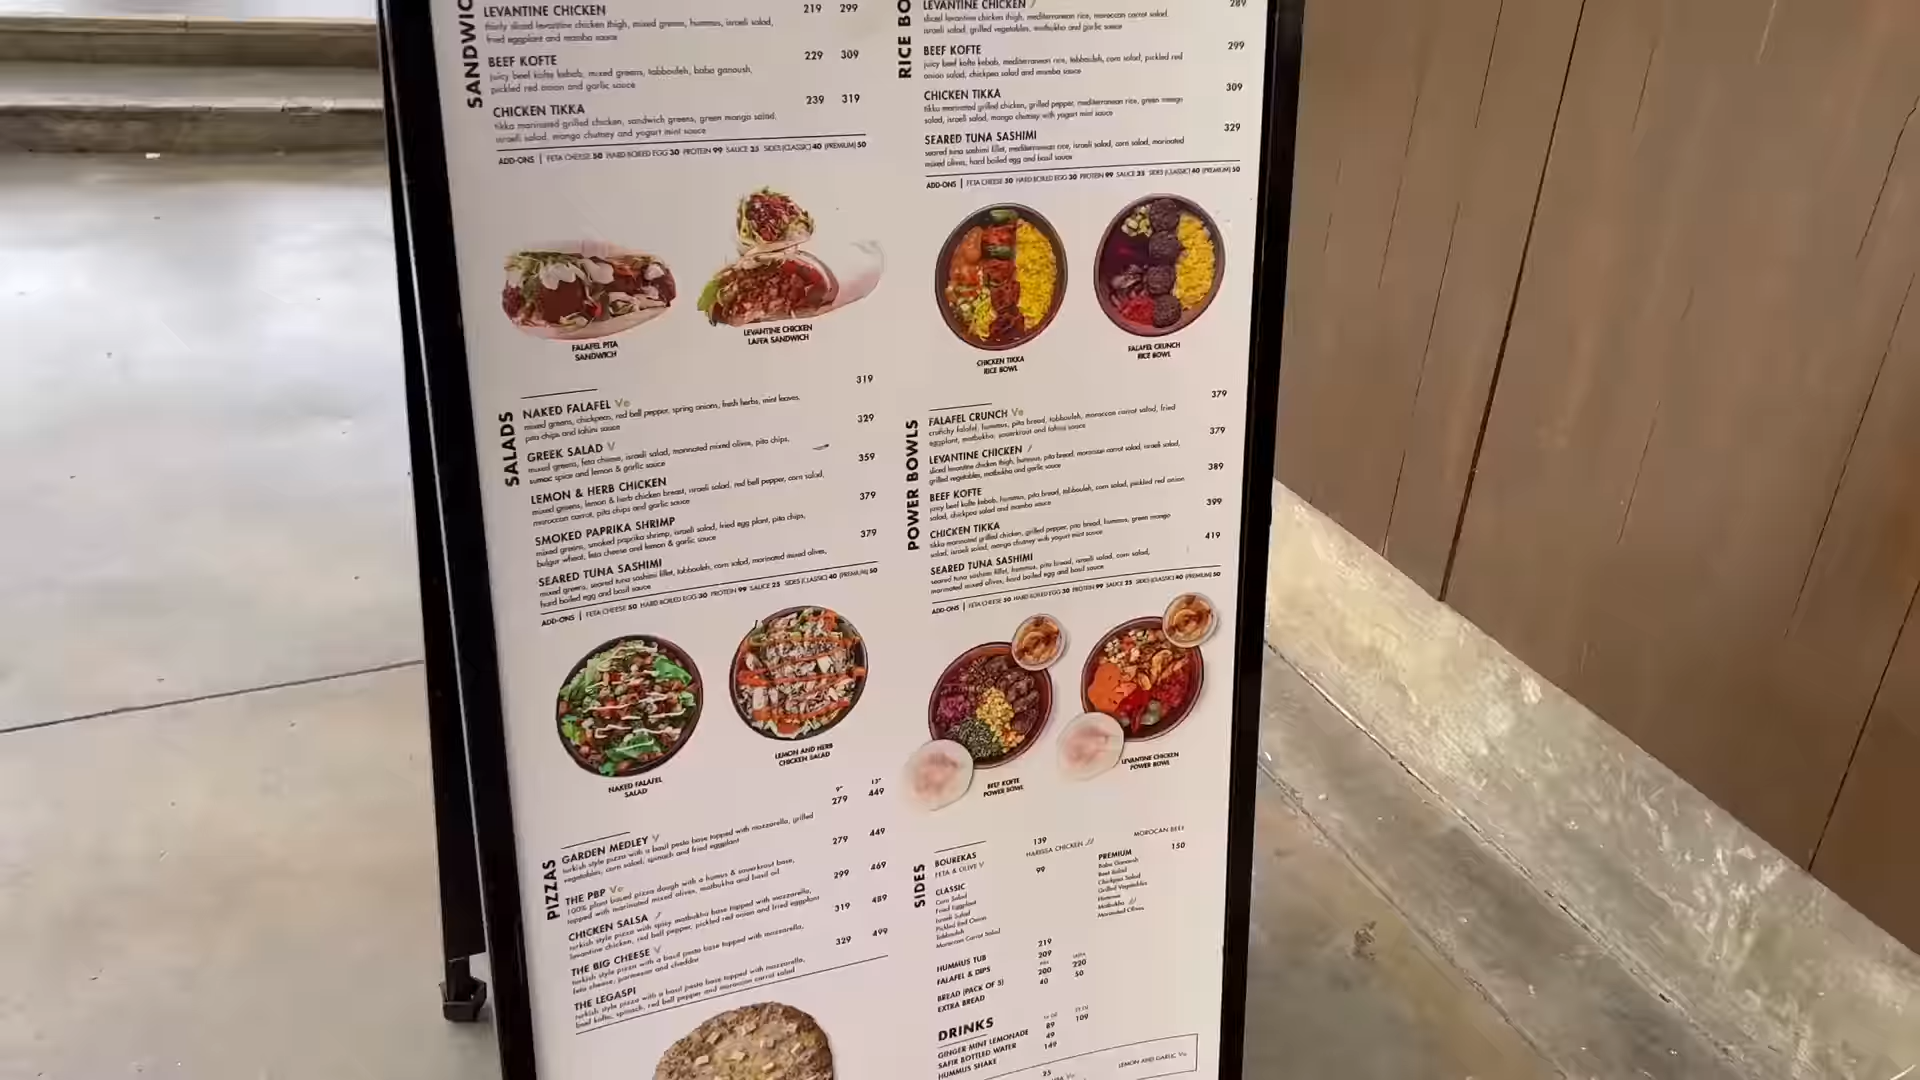 SANDWIC
LEVANTINE CHICKEN 219 299
thinly sliced levantine chicken thigh, mixed greens, hummus, israeli salad,
fried eggplant and mamba sauce
BEEF KOFTE 229 309
juicy beef kofte kebab, mixed greens, tabbouleh, baba ganoush,
pickled red onion and garlic sauce
CHICKEN TIKKA 239 319
tikka marinated grilled chicken, sandwich greens, green mango salad,
israeli salad, mango chutney and yogurt mint sauce
ADD-ONS | FETA CHEESE 50 HARD BOILED EGG 30 PROTEIN 99 SAUCE 25 SIDES (CLASSIC) 40 (PREMIUM) 50
FALAFEL PITA
SANDWICH
LEVANTINE CHICKEN
LAFFA SANDWICH
RICE BO
LEVANTINE CHICKEN 289
sliced levantine chicken thigh, mediterranean rice, moroccan carrot salad,
israeli salad, grilled vegetables, matbukha and garlic sauce
BEEF KOFTE 299
juicy beef kofte kebab, mediterranean rice, tabbouleh, corn salad, pickled red
onion salad, chickpea salad and mamba sauce
CHICKEN TIKKA 309
tikka marinated grilled chicken, grilled pepper, mediterranean rice, green mango
salad, israeli salad, mango chutney with yogurt mint sauce
SEARED TUNA SASHIMI 329
seared tuna sashimi fillet, mediterranean rice, israeli salad, corn salad, marinated
mixed olives, hard boiled egg and basil sauce
ADD-ONS | FETA CHEESE 50 HARD BOILED EGG 30 PROTEIN 99 SAUCE 25 SIDES (CLASSIC) 40 (PREMIUM) 50
CHICKEN TIKKA
RICE BOWL
FALAFEL CRUNCH
RICE BOWL
SALADS
NAKED FALAFEL Ve 319
mixed greens, chickpeas, red bell pepper, spring onions, fresh herbs, mint leaves,
pita chips and tahini sauce
GREEK SALAD V 329
mixed greens, feta cheese, israeli salad, marinated mixed olives, pita chips,
sumac spice and lemon & garlic sauce
LEMON & HERB CHICKEN 359
mixed greens, lemon & herb chicken breast, israeli salad, red bell pepper, corn salad,
moroccan carrot, pita chips and garlic sauce
SMOKED PAPRIKA SHRIMP 379
mixed greens, smoked paprika shrimp, israeli salad, fried egg plant, pita chips,
bulgur wheat, feta cheese and lemon & garlic sauce
SEARED TUNA SASHIMI 379
mixed greens, seared tuna sashimi fillet, tabbouleh, corn salad, marinated mixed olives,
hard boiled egg and basil sauce
ADD-ONS | FETA CHEESE 50 HARD BOILED EGG 30 PROTEIN 99 SAUCE 25 SIDES (CLASSIC) 40 (PREMIUM) 50
NAKED FALAFEL
SALAD
LEMON AND HERB
CHICKEN SALAD
POWER BOWLS
FALAFEL CRUNCH Ve 379
crunchy falafel, hummus, pita bread, tabbouleh, moroccan carrot salad, fried
eggplant, matbukha, sauerkraut and tahini sauce
LEVANTINE CHICKEN 379
sliced levantine chicken thigh, hummus, pita bread, moroccan carrot salad, israeli salad,
grilled vegetables, matbukha and garlic sauce
BEEF KOFTE 389
juicy beef kofte kebab, hummus, pita bread, tabbouleh, corn salad, pickled red onion
salad, chickpea salad and mamba sauce
CHICKEN TIKKA 399
tikka marinated grilled chicken, grilled pepper, pita bread, hummus, green mango
salad, israeli salad, mango chutney with yogurt mint sauce
SEARED TUNA SASHIMI 419
seared tuna sashimi fillet, hummus, pita bread, israeli salad, corn salad,
marinated mixed olives, hard boiled egg and basil sauce
ADD-ONS | FETA CHEESE 50 HARD BOILED EGG 30 PROTEIN 99 SAUCE 25 SIDES (CLASSIC) 40 (PREMIUM) 50
BEEF KOFTE
POWER BOWL
LEVANTINE CHICKEN
POWER BOWL
PIZZAS
9" 12"
GARDEN MEDLEY V 279 449
turkish style pizza with a basil pesto base topped with mozzarella, grilled
vegetables, corn salad, spinach and fried eggplant
THE PBP Ve 279 449
100% plant based pizza dough with a humus & sauerkraut base,
topped with marinated mixed olives, matbukha and basil oil
CHICKEN SALSA 299 469
turkish style pizza with spicy matbukha base topped with mozzarella,
levantine chicken, red bell pepper, pickled red onion and fried eggplant
THE BIG CHEESE V 319 489
turkish style pizza with a basil pesto base topped with mozzarella,
feta cheese, parmesan and cheddar
THE LEGASPI 329 499
turkish style pizza with a basil pesto base topped with mozzarella,
beef kofte, spinach, red bell pepper and moroccan carrot salad
SIDES
BOUREKAS 139
FETA & OLIVE V HARISSA CHICKEN MOROCAN BEEF
CLASSIC 99
Corn Salad
Fried Eggplant
Israeli Salad
Pickled Red Onion
Tabbouleh
Moroccan Carrot Salad
PREMIUM 150
Baba Ganoush
Beet Salad
Chickpea Salad
Grilled Vegetables
Hummus
Matbukha
Marinated Olives
HUMMUS TUB 219
FALAFEL & DIPS 209
BREAD (PACK OF 5) 200 220
EXTRA BREAD 40 50
DRINKS
GINGER MINT LEMONADE 89 109
SAFIR BOTTLED WATER 49
HUMMUS SHAKE 149
25
LEMON AND GARLIC Ve